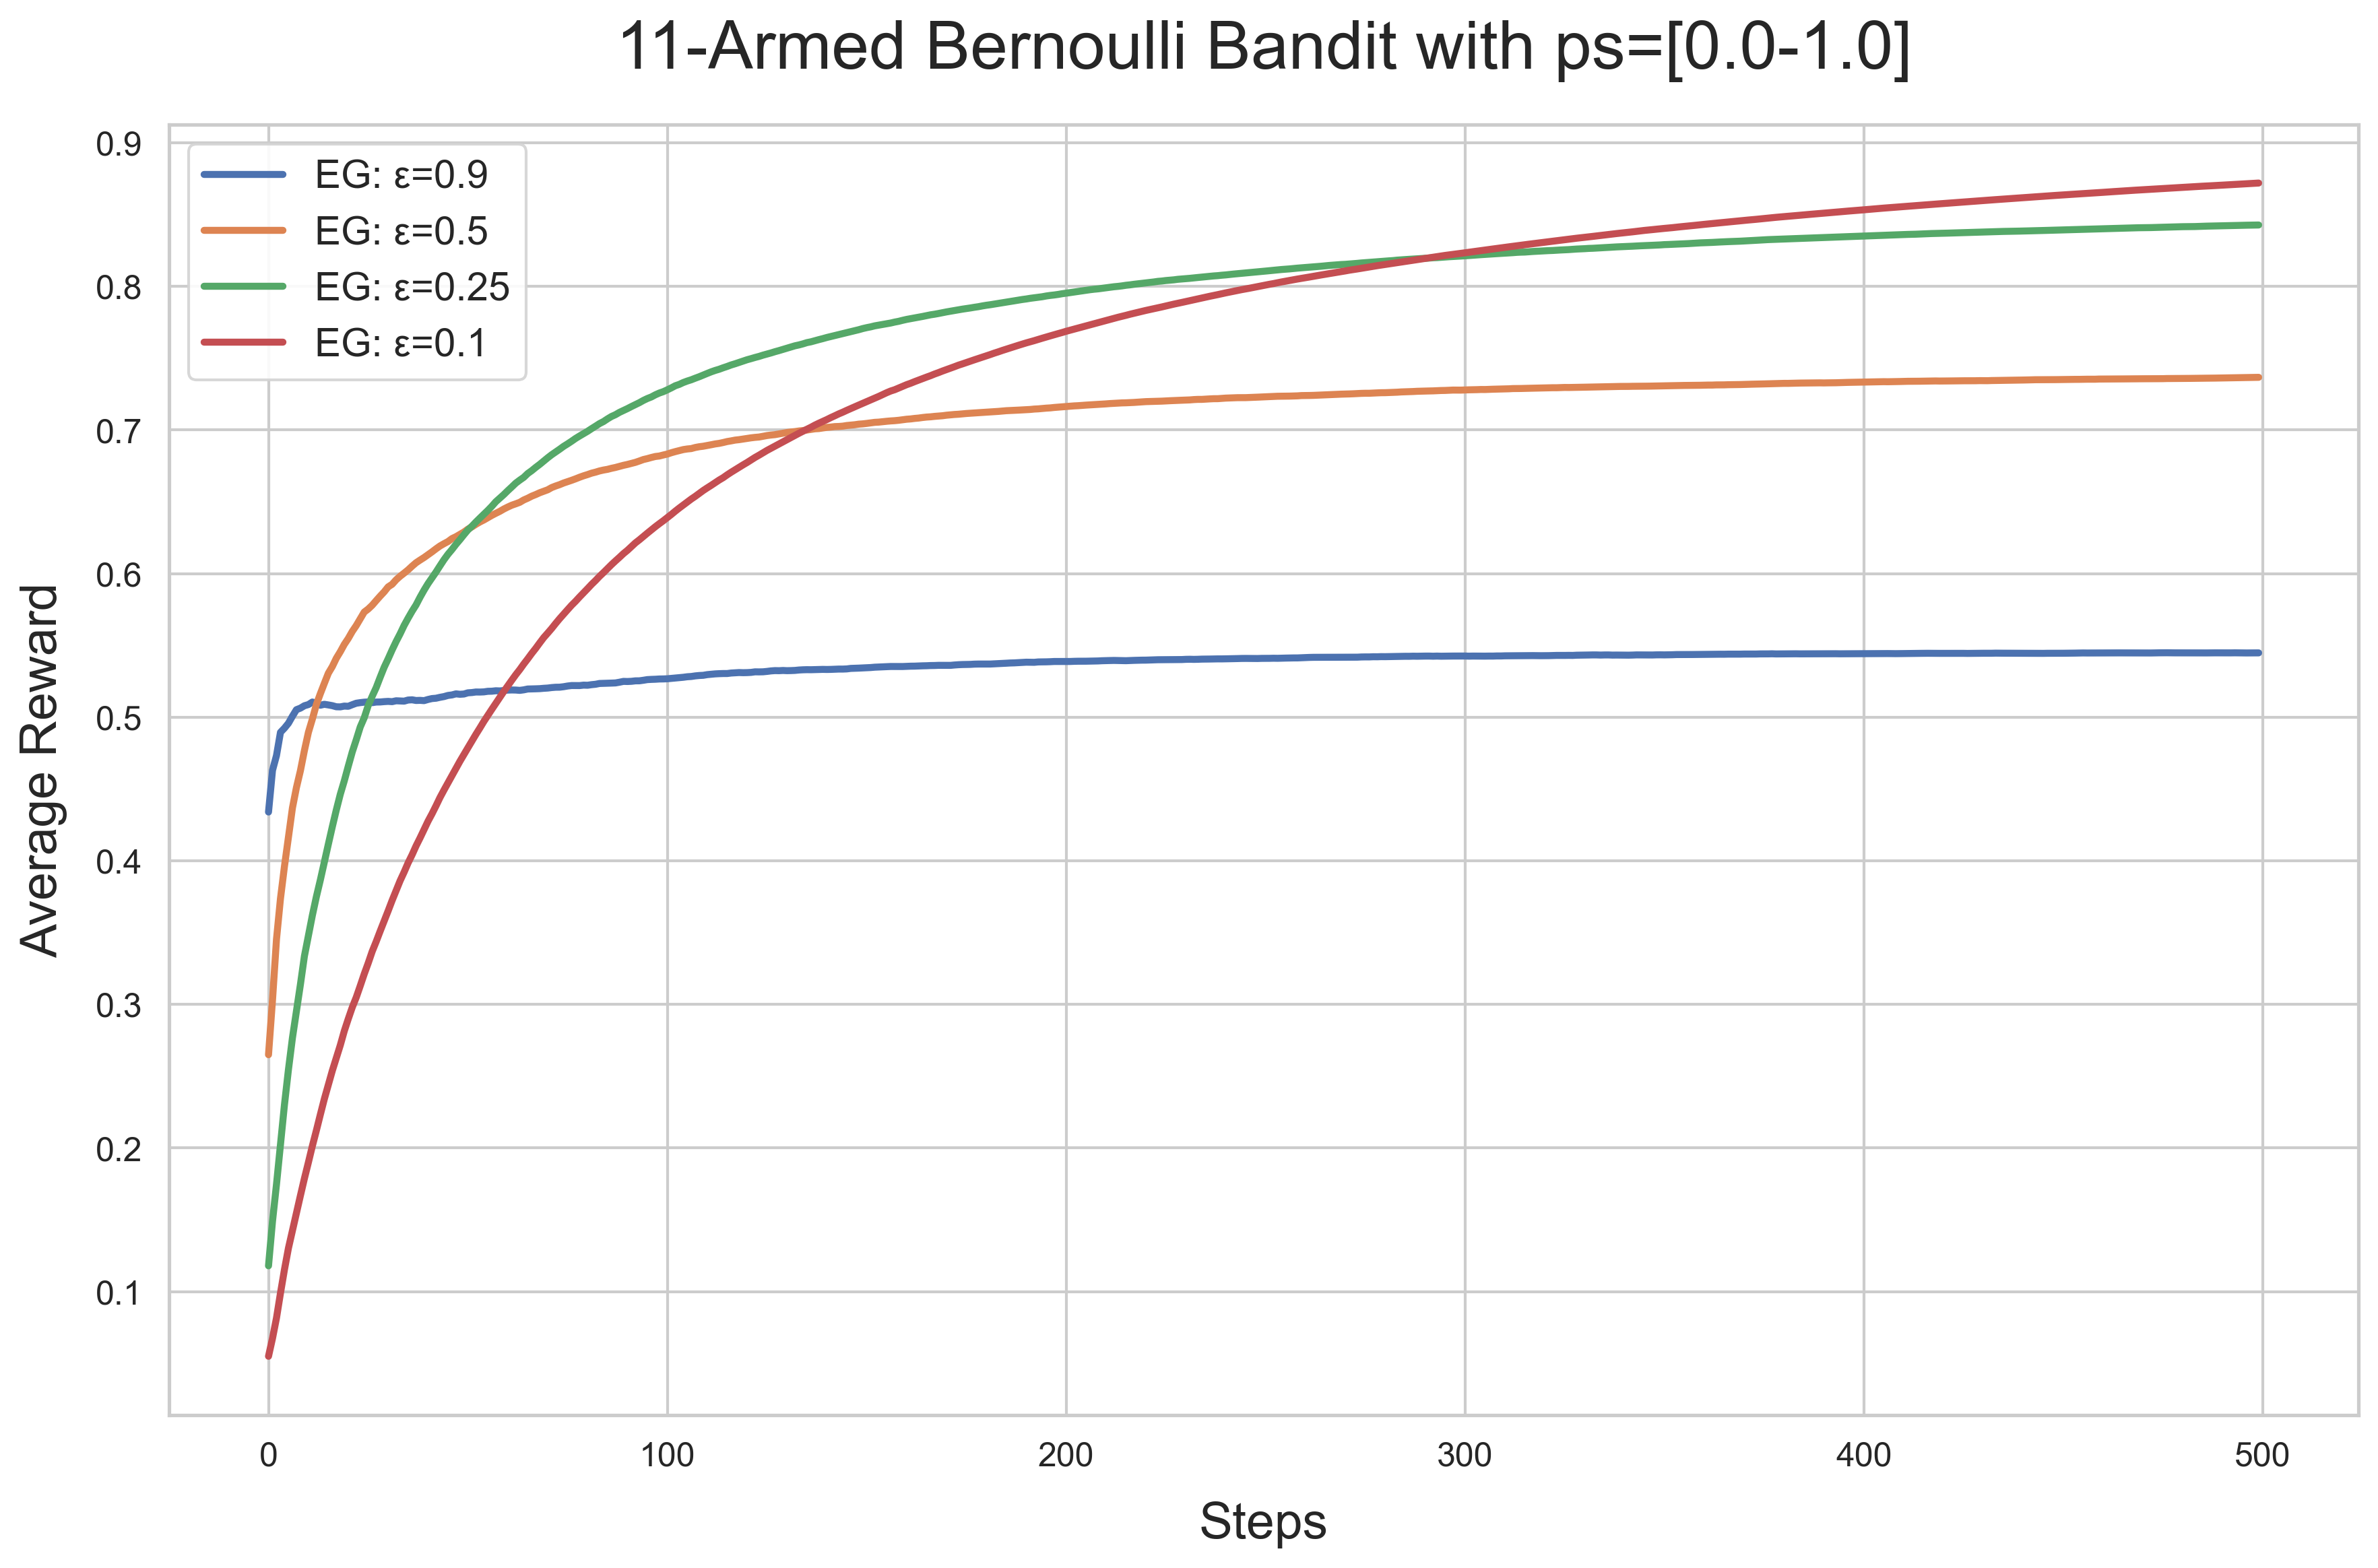 11-Armed Bernoulli Bandit with ps=[0.0-1.0]
EG: ε=0.9
EG: ε=0.5
EG: ε=0.25
EG: ε=0.1
Average Reward
0.9
0.8
0.7
0.6
0.5
0.4
0.3
0.2
0.1
0 100 200 300 400 500
Steps